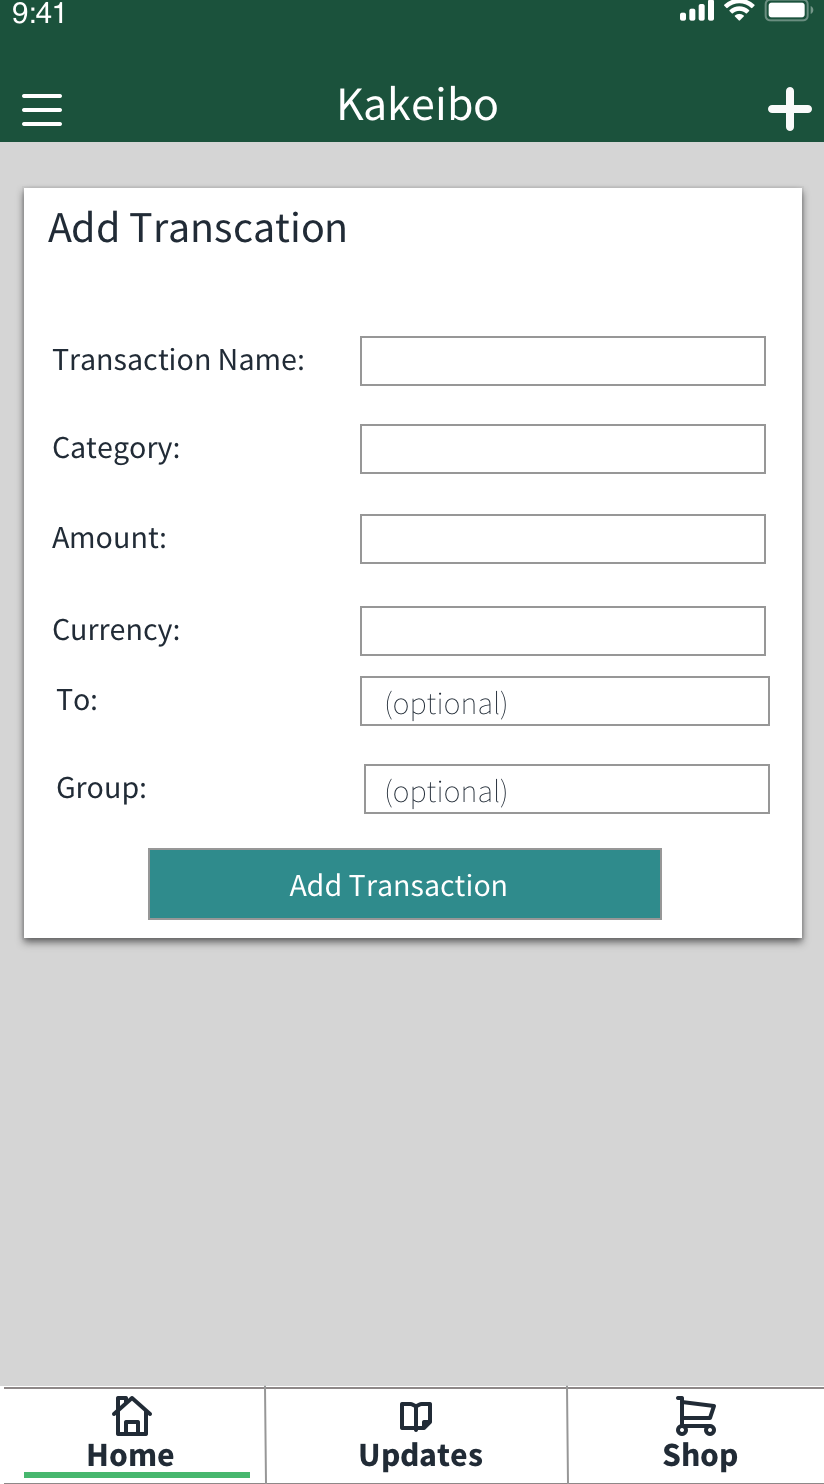 9:41
Kakeibo
Add Transcation
Transaction Name:
Category:
Amount:
Currency:
To: (optional)
Group: (optional)
Add Transaction
Home Updates Shop